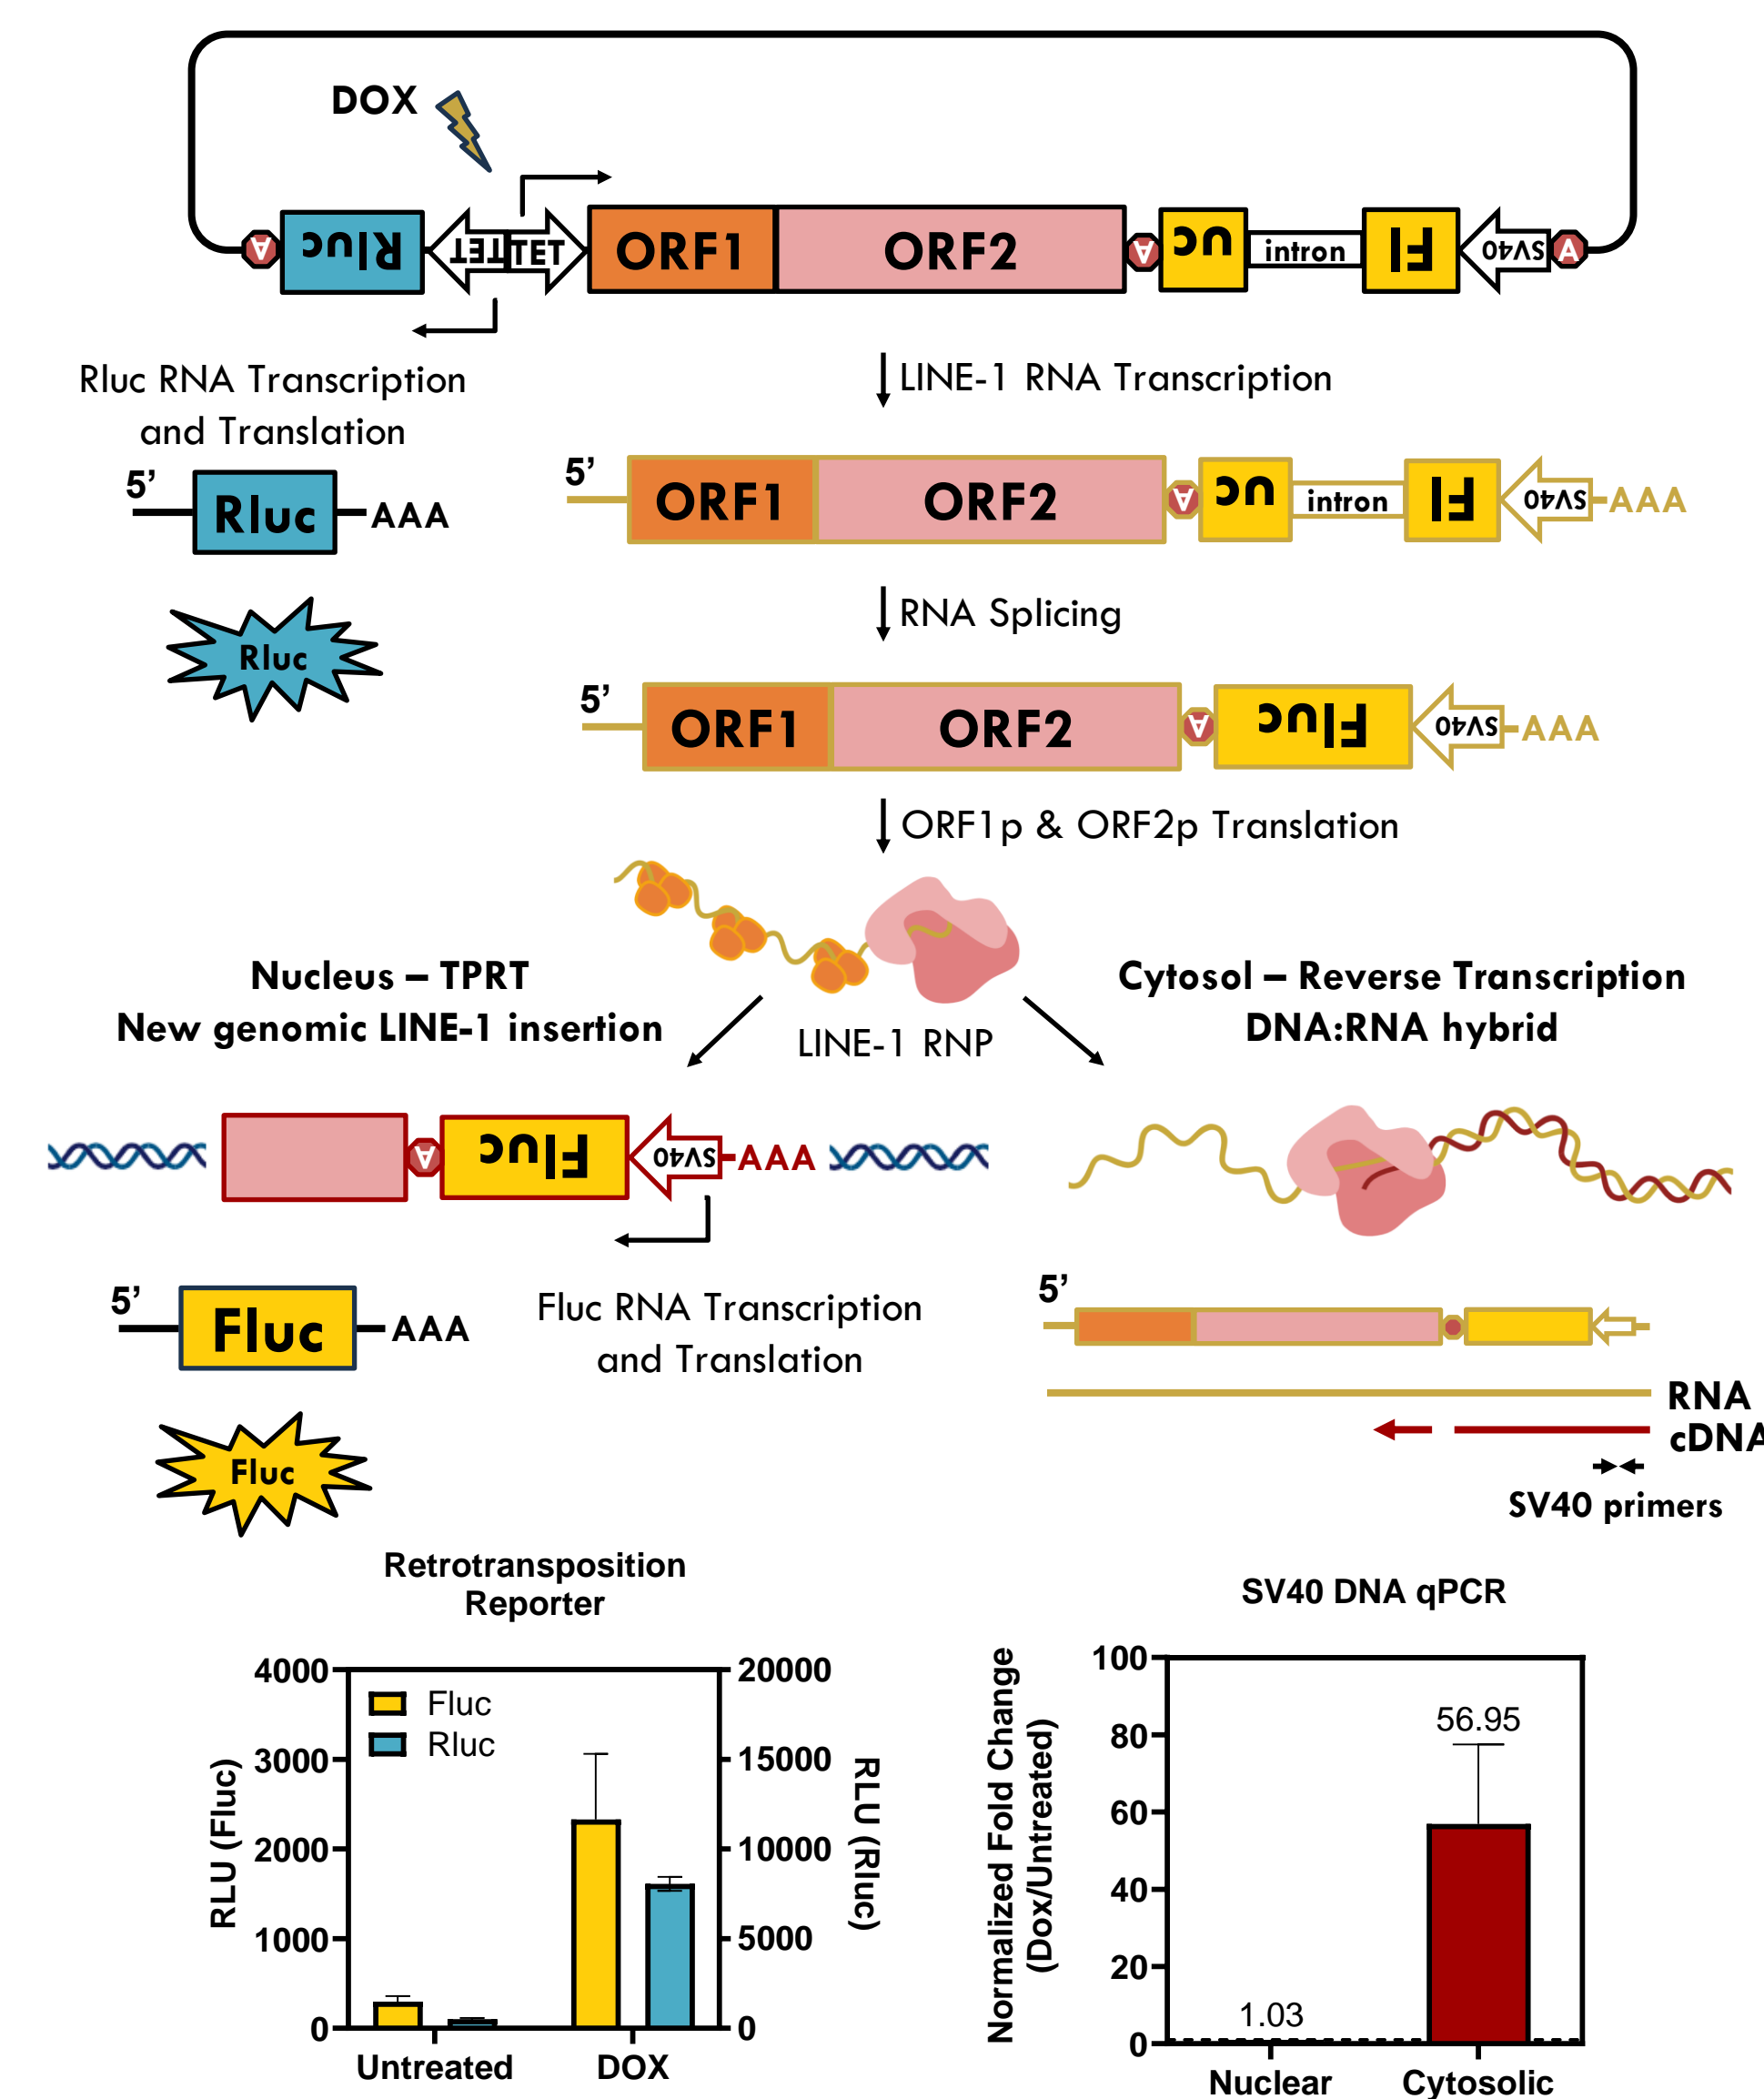 DOX
A
Rluc
TET
TET
ORF1
ORF2
A
uc
intron
Fl
SV40
A
Rluc RNA Transcription
and Translation
LINE-1 RNA Transcription
5’
Rluc
AAA
5’
ORF1
ORF2
A
uc
intron
Fl
SV40
AAA
RNA Splicing
Rluc
5’
ORF1
ORF2
A
Fluc
SV40
AAA
ORF1p & ORF2p Translation
Nucleus – TPRT
New genomic LINE-1 insertion
LINE-1 RNP
Cytosol – Reverse Transcription
DNA:RNA hybrid
A
Fluc
SV40
AAA
5’
Fluc
AAA
Fluc RNA Transcription
and Translation
Fluc
5’
RNA
cDNA
SV40 primers
Retrotransposition
Reporter
4000
3000
2000
1000
0
RLU (Fluc)
Fluc
Rluc
20000
15000
10000
5000
0
RLU (Rluc)
Untreated
DOX
SV40 DNA qPCR
Normalized Fold Change
(Dox/Untreated)
100
80
60
40
20
0
1.03
56.95
Nuclear
Cytosolic